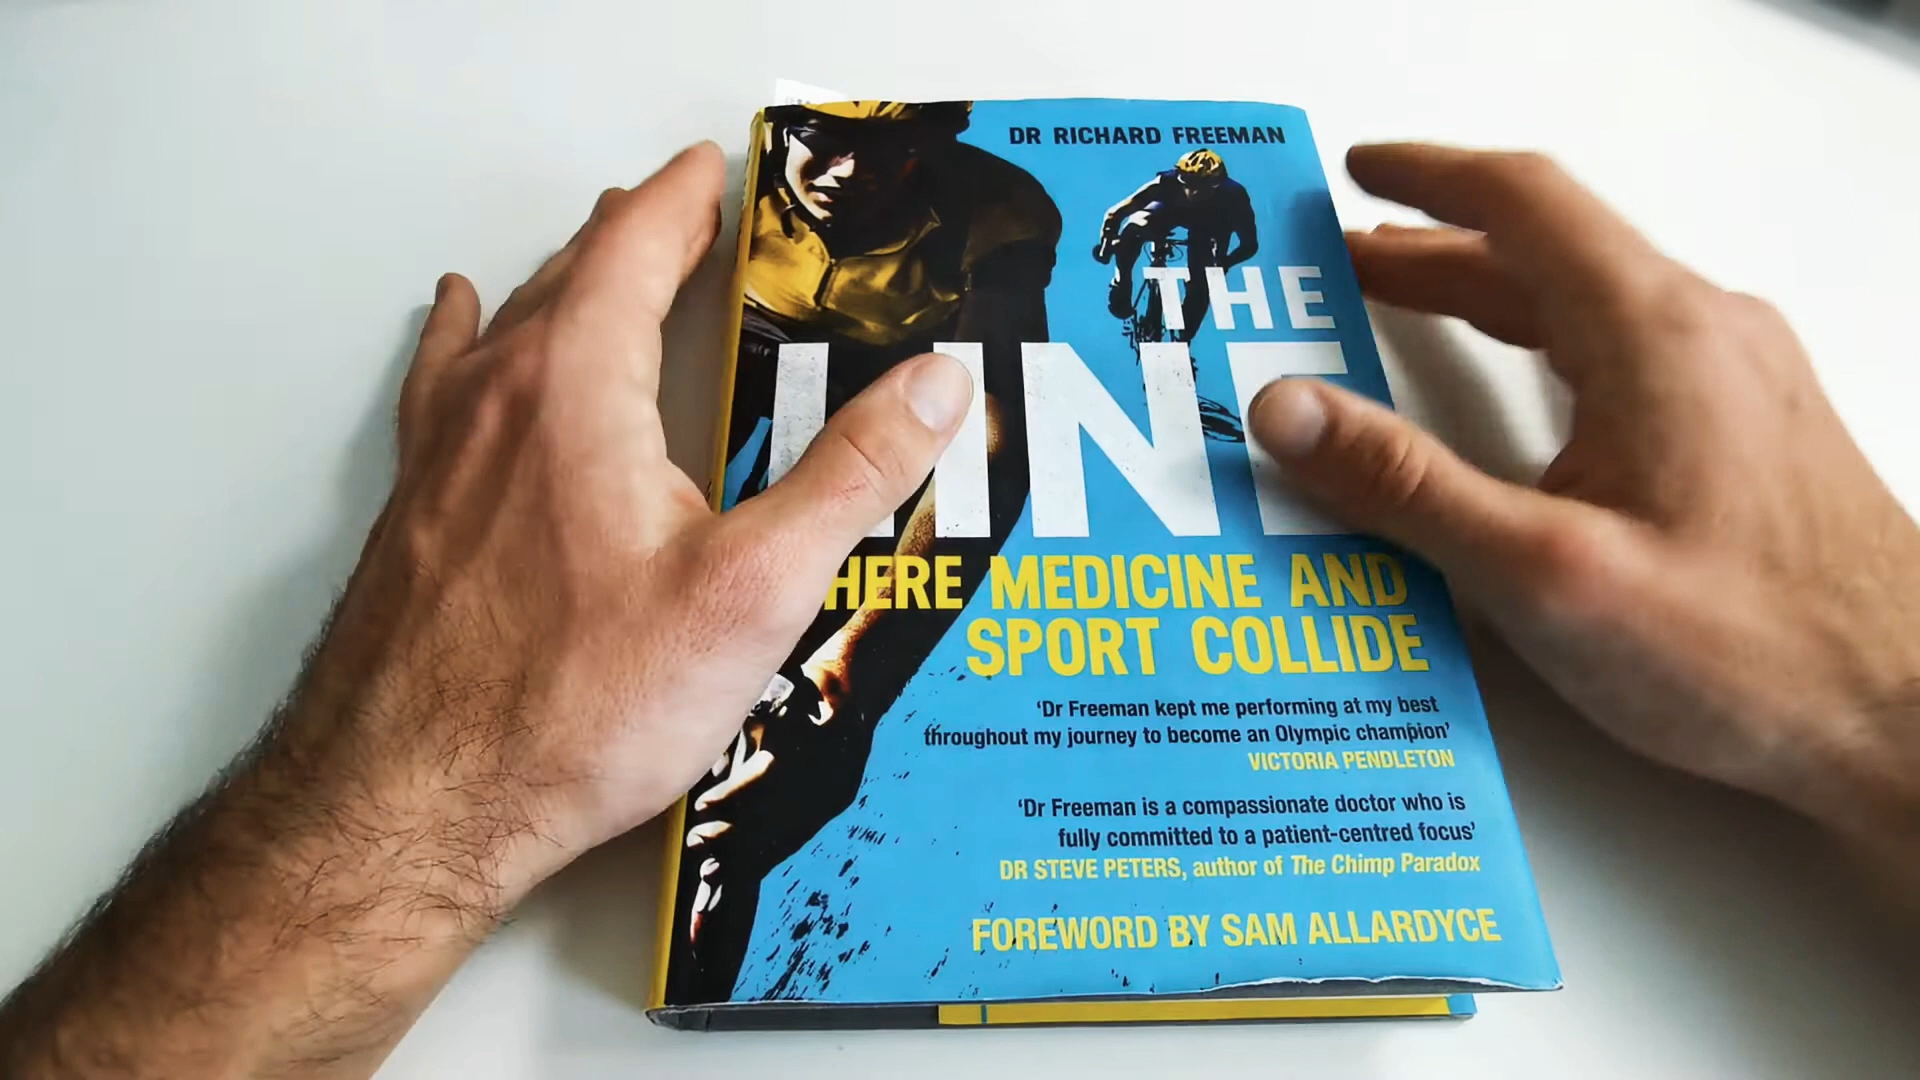 DR RICHARD FREEMAN
THE
LINE
HERE MEDICINE AND
SPORT COLLIDE
‘Dr Freeman kept me performing at my best
throughout my journey to become an Olympic champion’
VICTORIA PENDLETON
‘Dr Freeman is a compassionate doctor who is
fully committed to a patient-centred focus’
DR STEVE PETERS, author of The Chimp Paradox
FOREWORD BY SAM ALLARDYCE